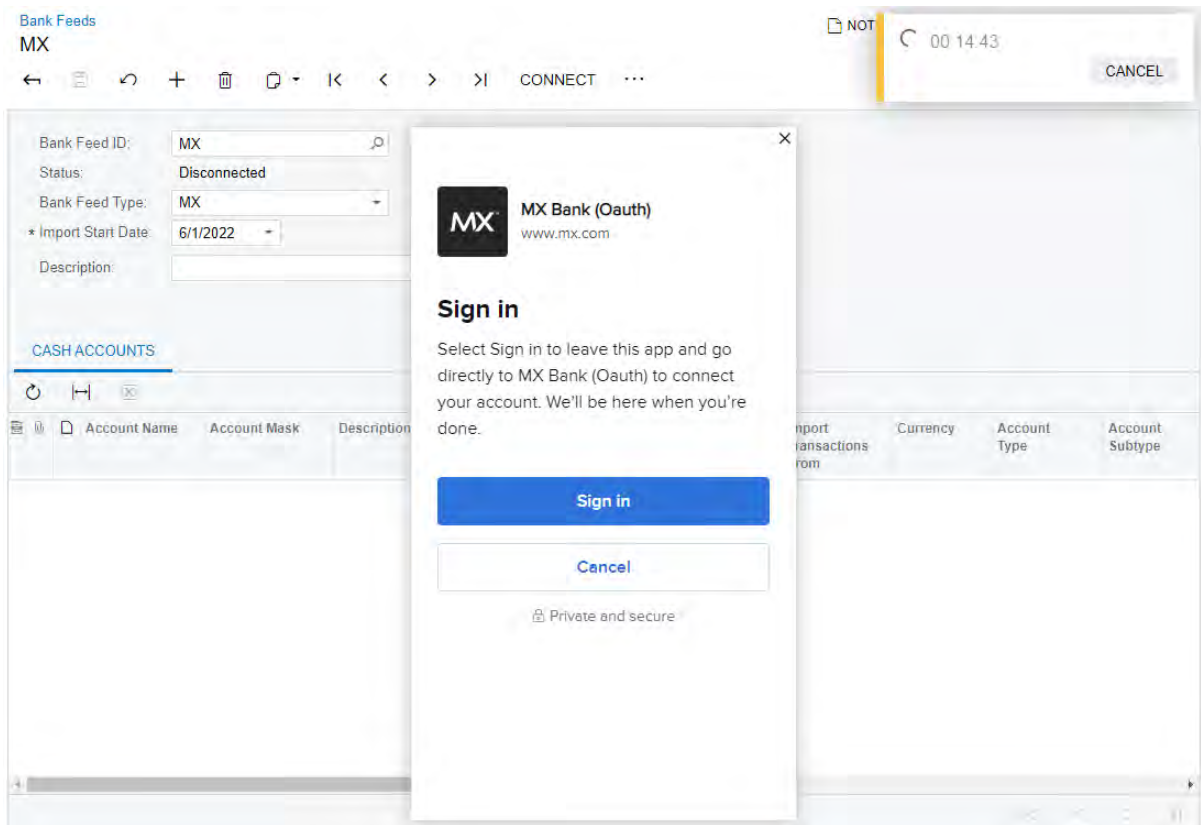 Bank Feeds
MX
NOT
00 14:43
CANCEL
CONNECT ...
Bank Feed ID: MX
Status: Disconnected
Bank Feed Type: MX
* Import Start Date 6/1/2022
Description:
MX
MX Bank (Oauth)
www.mx.com
Sign in
Select Sign in to leave this app and go
directly to MX Bank (Oauth) to connect
your account. We'll be here when you're
done.
Sign in
Cancel
Private and secure
CASH ACCOUNTS
Account Name Account Mask Description Currency Account Type Account Subtype